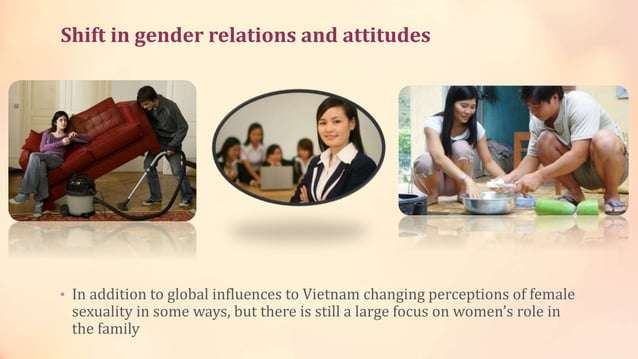 Shift in gender relations and attitudes
• In addition to global influences to Vietnam changing perceptions of female
sexuality in some ways, but there is still a large focus on women's role in
the family